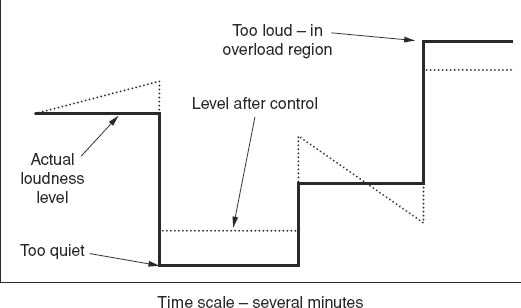 Too loud – in
overload region
Level after control
Actual
loudness
level
Too quiet
Time scale – several minutes